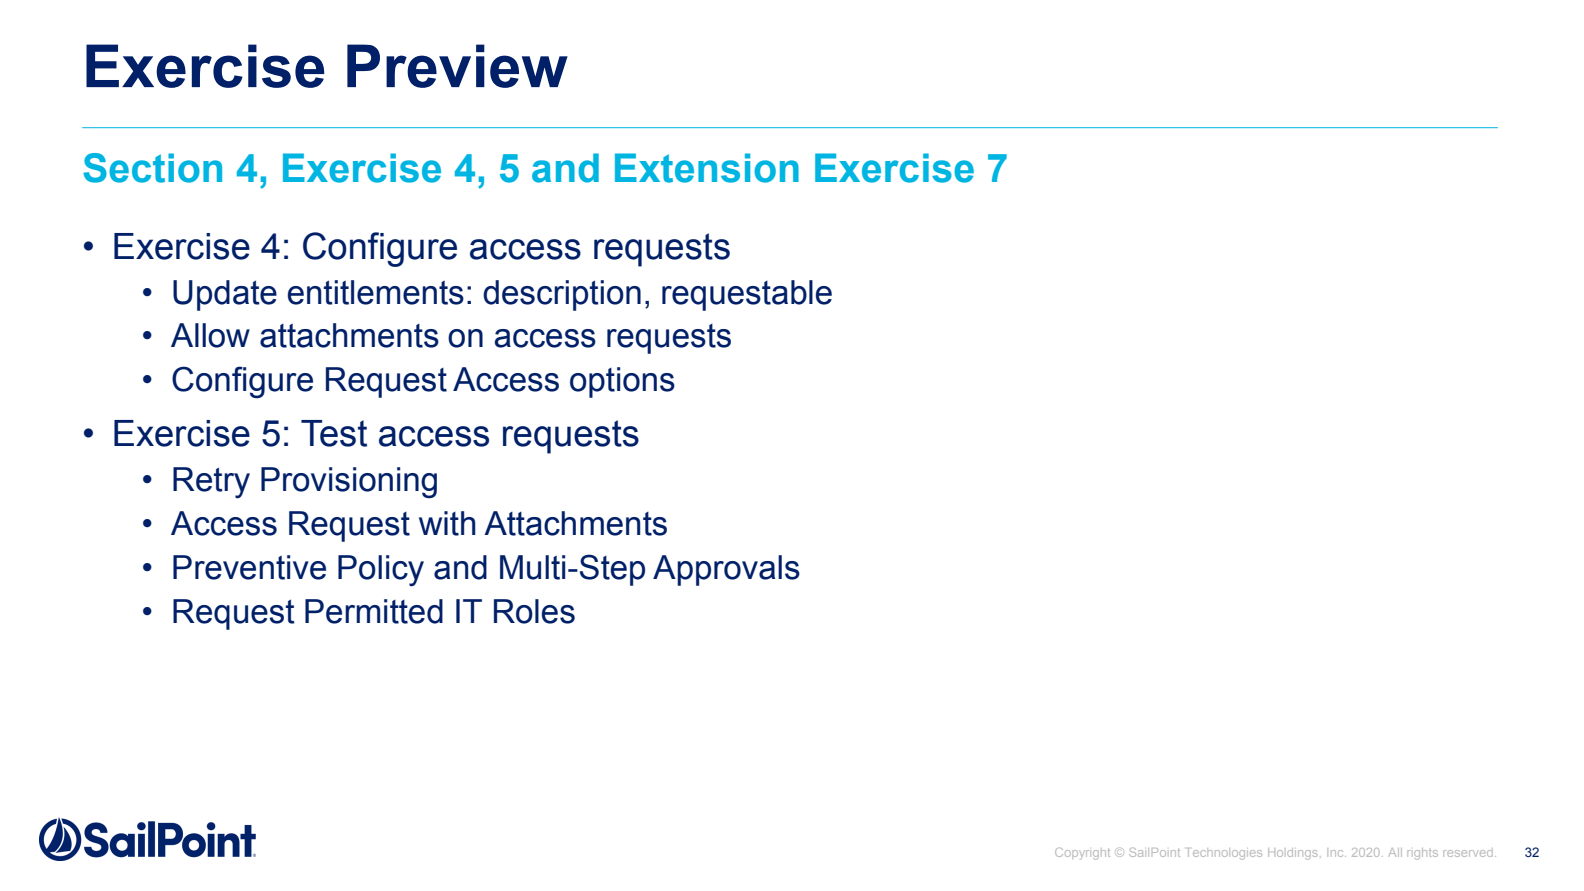 Exercise Preview
Section 4, Exercise 4, 5 and Extension Exercise 7
• Exercise 4: Configure access requests
• Update entitlements: description, requestable
• Allow attachments on access requests
• Configure Request Access options
• Exercise 5: Test access requests
• Retry Provisioning
• Access Request with Attachments
• Preventive Policy and Multi-Step Approvals
• Request Permitted IT Roles
SailPoint
Copyright © SailPoint Technologies Holdings, Inc. 2020. All rights reserved. 32